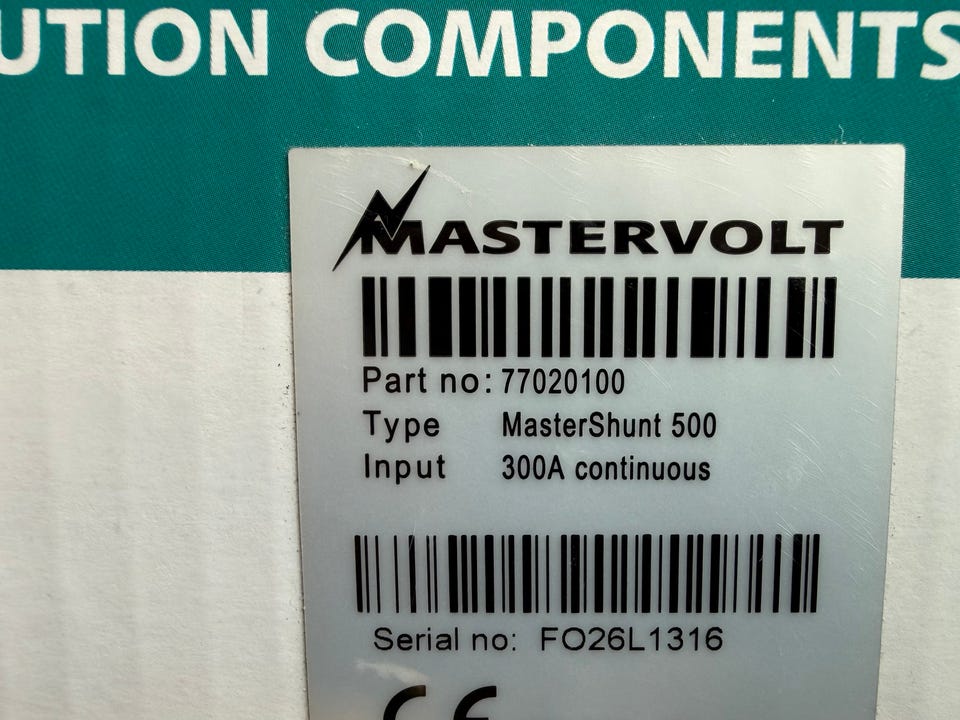 UTION COMPONENTS
MASTERVOLT
Part no: 77020100
Type MasterShunt 500
Input 300A continuous
Serial no: FO26L1316
CE